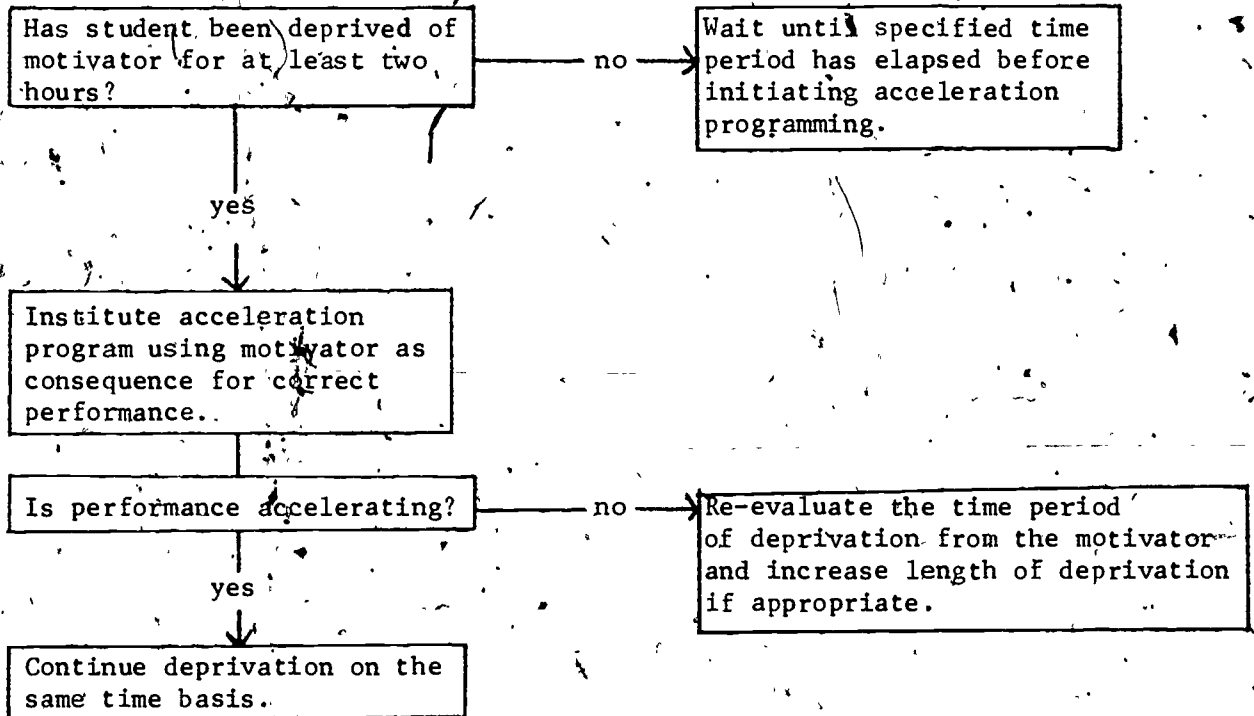 Has student been deprived of
motivator for at least two
hours?
no
Wait until specified time
period has elapsed before
initiating acceleration
programming.
yes
Institute acceleration
program using motivator as
consequence for correct
performance.
Is performance accelerating?
no
Re-evaluate the time period
of deprivation from the motivator
and increase length of deprivation
if appropriate.
yes
Continue deprivation on the
same time basis.